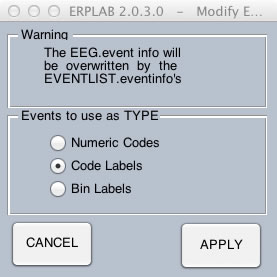 ERPLAB 2.0.3.0 - Modify E...
Warning
The EEG.event info will
be overwritten by the
EVENTLIST.eventinfo's
Events to use as TYPE
Numeric Codes
Code Labels
Bin Labels
CANCEL
APPLY